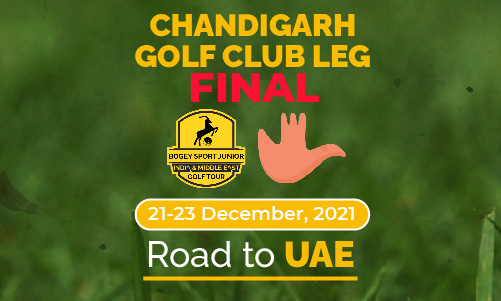 CHANDIGARH
GOLF CLUB LEG
FINAL
BOGEY SPORT JUNIOR
INDIA & MIDDLE EAST
GOLF TOUR
21-23 December, 2021
Road to UAE